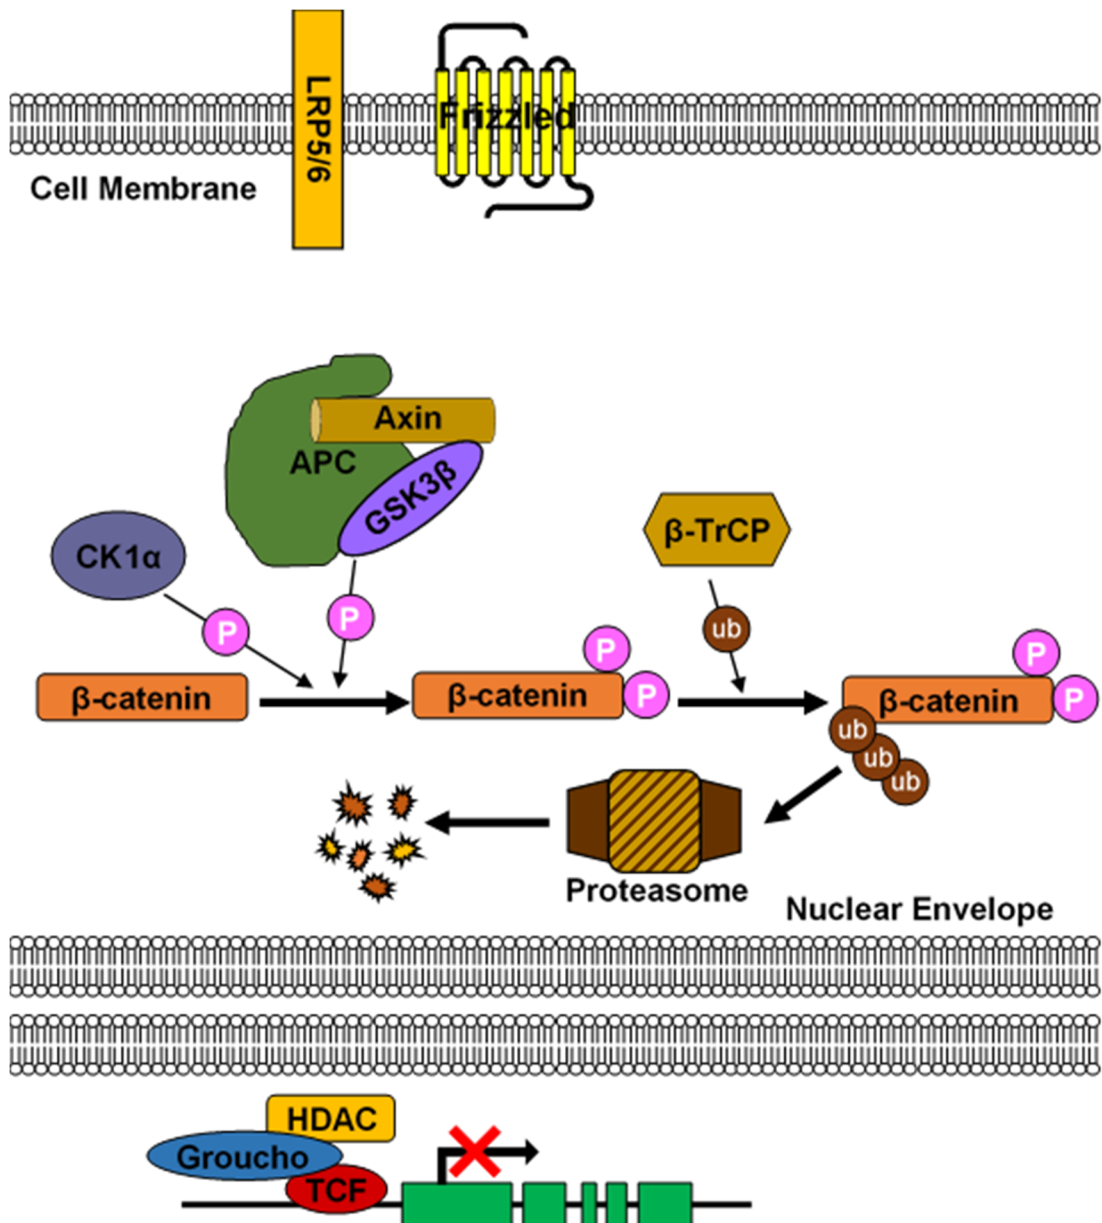 LRP5/6
Frizzled
Cell Membrane
Axin
APC
GSK3β
CK1α
β-TrCP
P
P
ub
P
P
P
P
β-catenin
β-catenin
β-catenin
ub
ub
ub
Proteasome
Nuclear Envelope
HDAC
Groucho
TCF